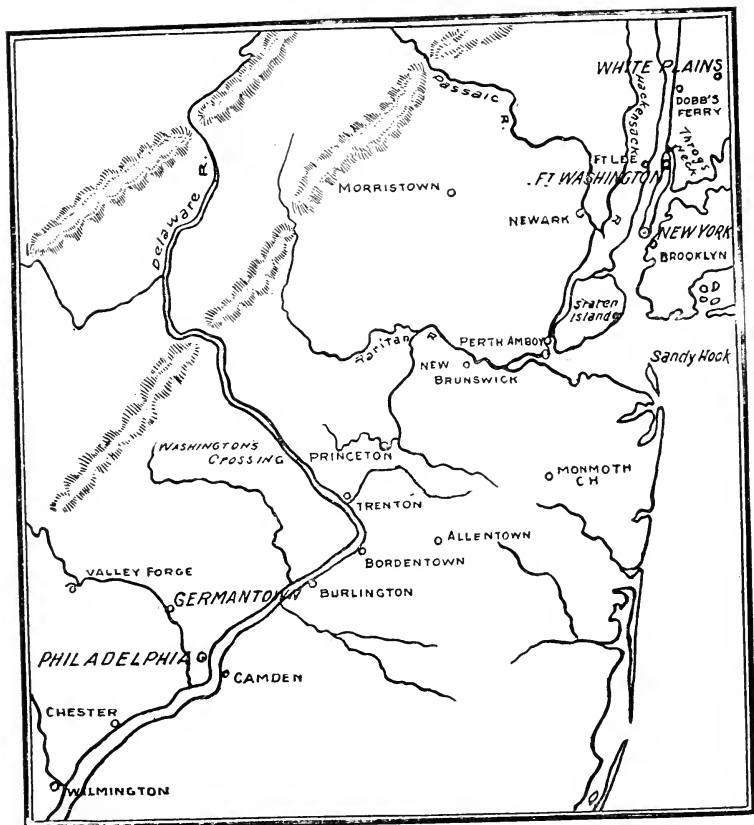 WHITE PLAINS
Passaic
R.
Hackensack
R
DOBB'S
FERRY
Throgs
Neck
FT LEE
FT WASHINGTON
MORRISTOWN
Delaware R.
NEWARK
NEW YORK
BROOKLYN
Staten
Island
Raritan R
PERTH AMBOY
Sandy Hock
NEW
BRUNSWICK
WASHINGTON'S
CROSSING
PRINCETON
MONMOTH
CH
TRENTON
ALLENTOWN
BORDENTOWN
VALLEY FORGE
GERMANTOWN
BURLINGTON
PHILADELPHIA
CAMDEN
CHESTER
WILMINGTON